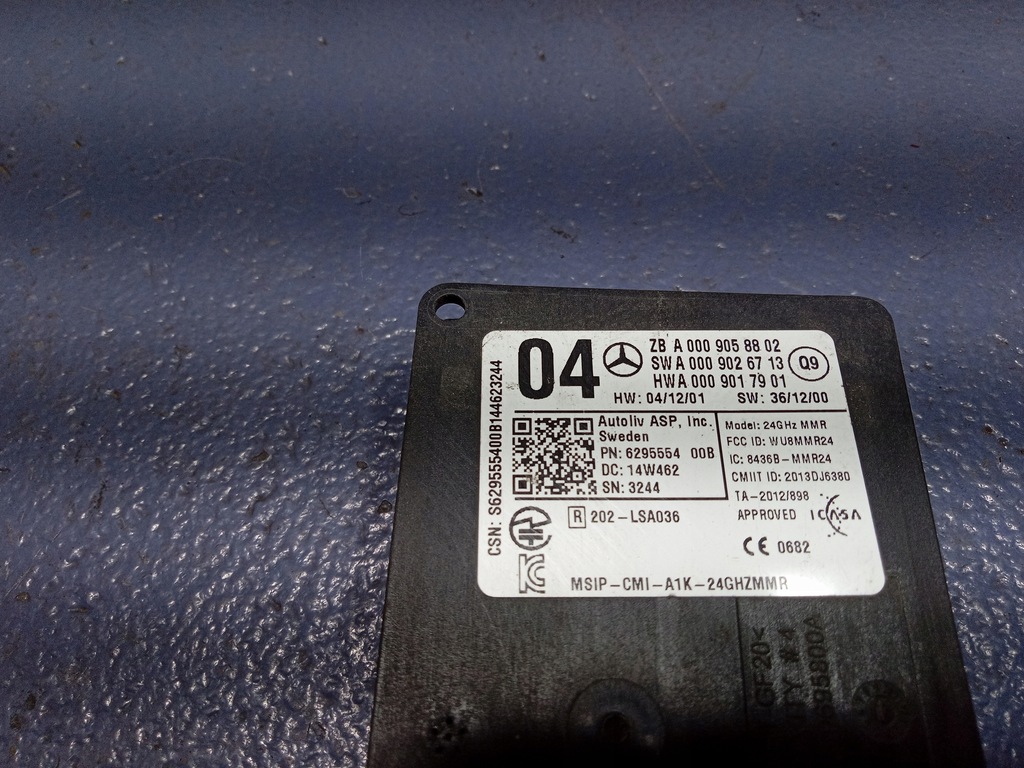 04
ZB A 000 905 88 02
SW A 000 902 67 13
HW A 000 901 79 01
Q9
HW: 04/12/01 SW: 36/12/00
CSN: S629555400B144623244
Autoliv ASP, Inc.
Sweden
PN: 6295554 00B
DC: 14W462
SN: 3244
Model: 24GHz MMR
FCC ID: WU8MMR24
IC: 8436B-MMR24
CMIIT ID: 2013DJ6380
TA-2012/898
APPROVED ICASA
R 202-LSA036
CE 0682
MSIP-CMI-A1K-24GHZMMR
GF20<